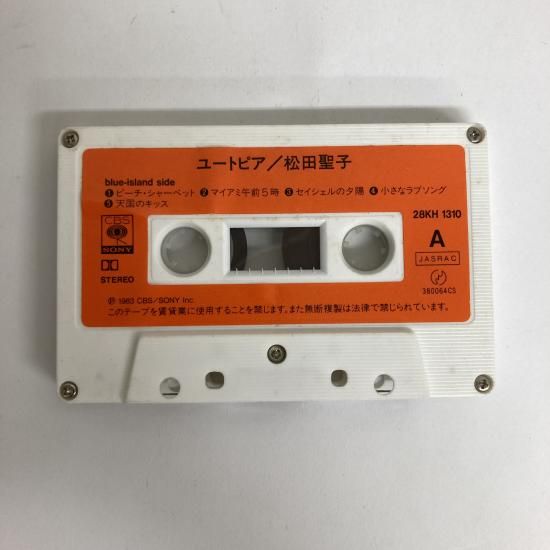 ユートピア／松田聖子
blue-island side
❶ピーチ・シャーベット ❷マイアミ午前5時 ❸セイシェルの夕陽 ❹小さなラブソング
❺天国のキッス
28KH 1310
CBS
SONY
A
JASRAC
STEREO
380064CS
℗ 1983 CBS/SONY Inc.
このテープを賃貸業に使用することを禁じます。また無断複製は法律で禁じられています。